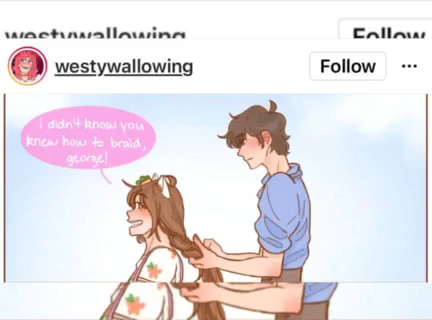 westywallowing Follow
westywallowing Follow
i didn't know you
knew how to braid,
george!